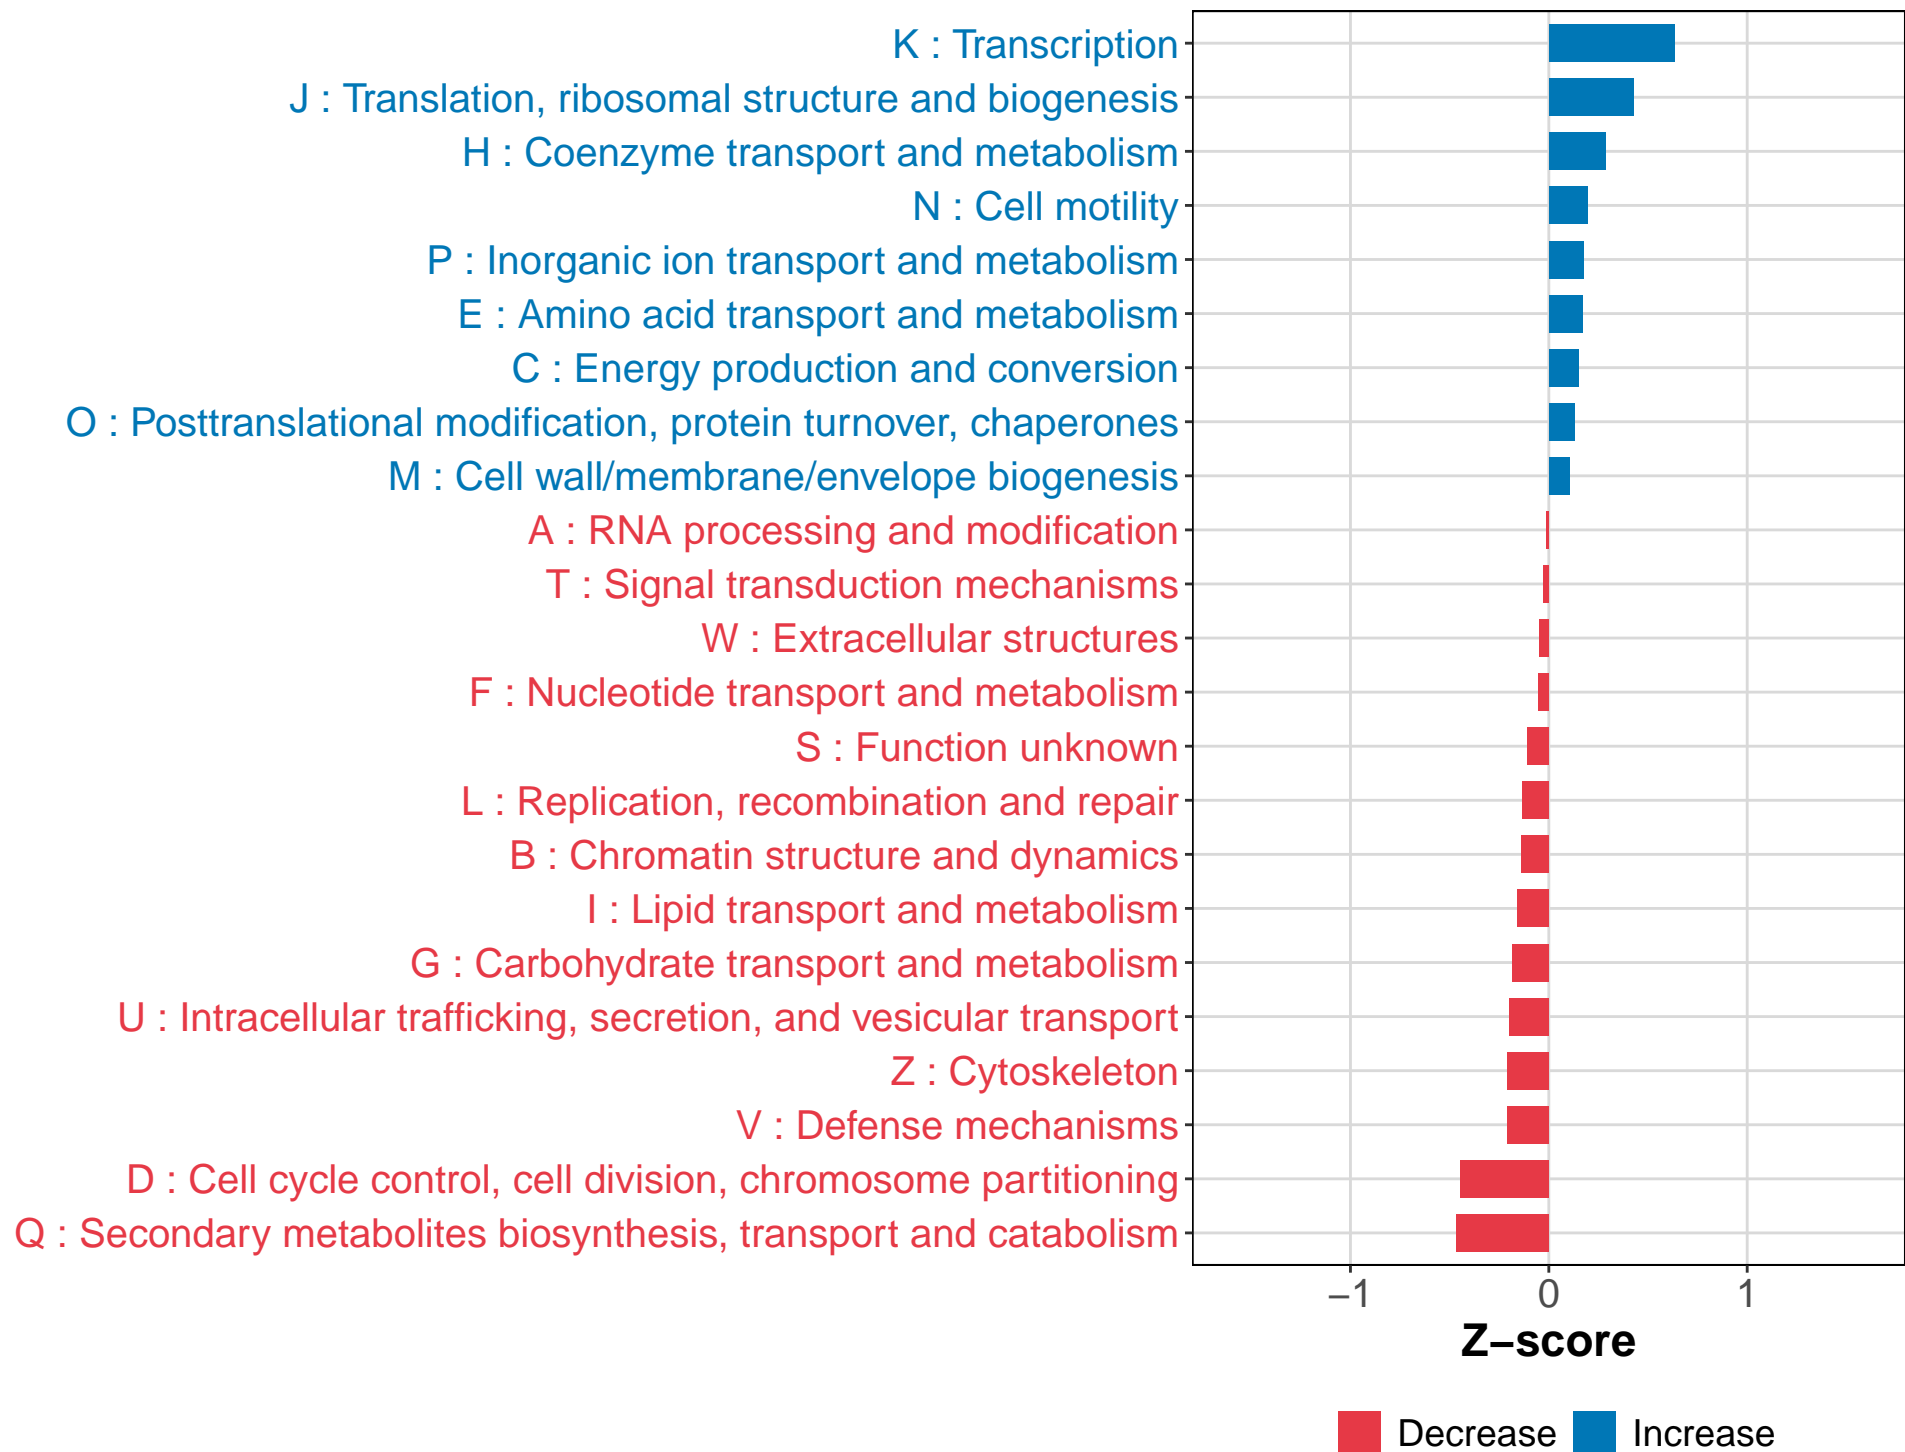 K : Transcription
J : Translation, ribosomal structure and biogenesis
H : Coenzyme transport and metabolism
N : Cell motility
P : Inorganic ion transport and metabolism
E : Amino acid transport and metabolism
C : Energy production and conversion
O : Posttranslational modification, protein turnover, chaperones
M : Cell wall/membrane/envelope biogenesis
A : RNA processing and modification
T : Signal transduction mechanisms
W : Extracellular structures
F : Nucleotide transport and metabolism
S : Function unknown
L : Replication, recombination and repair
B : Chromatin structure and dynamics
I : Lipid transport and metabolism
G : Carbohydrate transport and metabolism
U : Intracellular trafficking, secretion, and vesicular transport
Z : Cytoskeleton
V : Defense mechanisms
D : Cell cycle control, cell division, chromosome partitioning
Q : Secondary metabolites biosynthesis, transport and catabolism
−1 0 1
Z−score
Decrease Increase